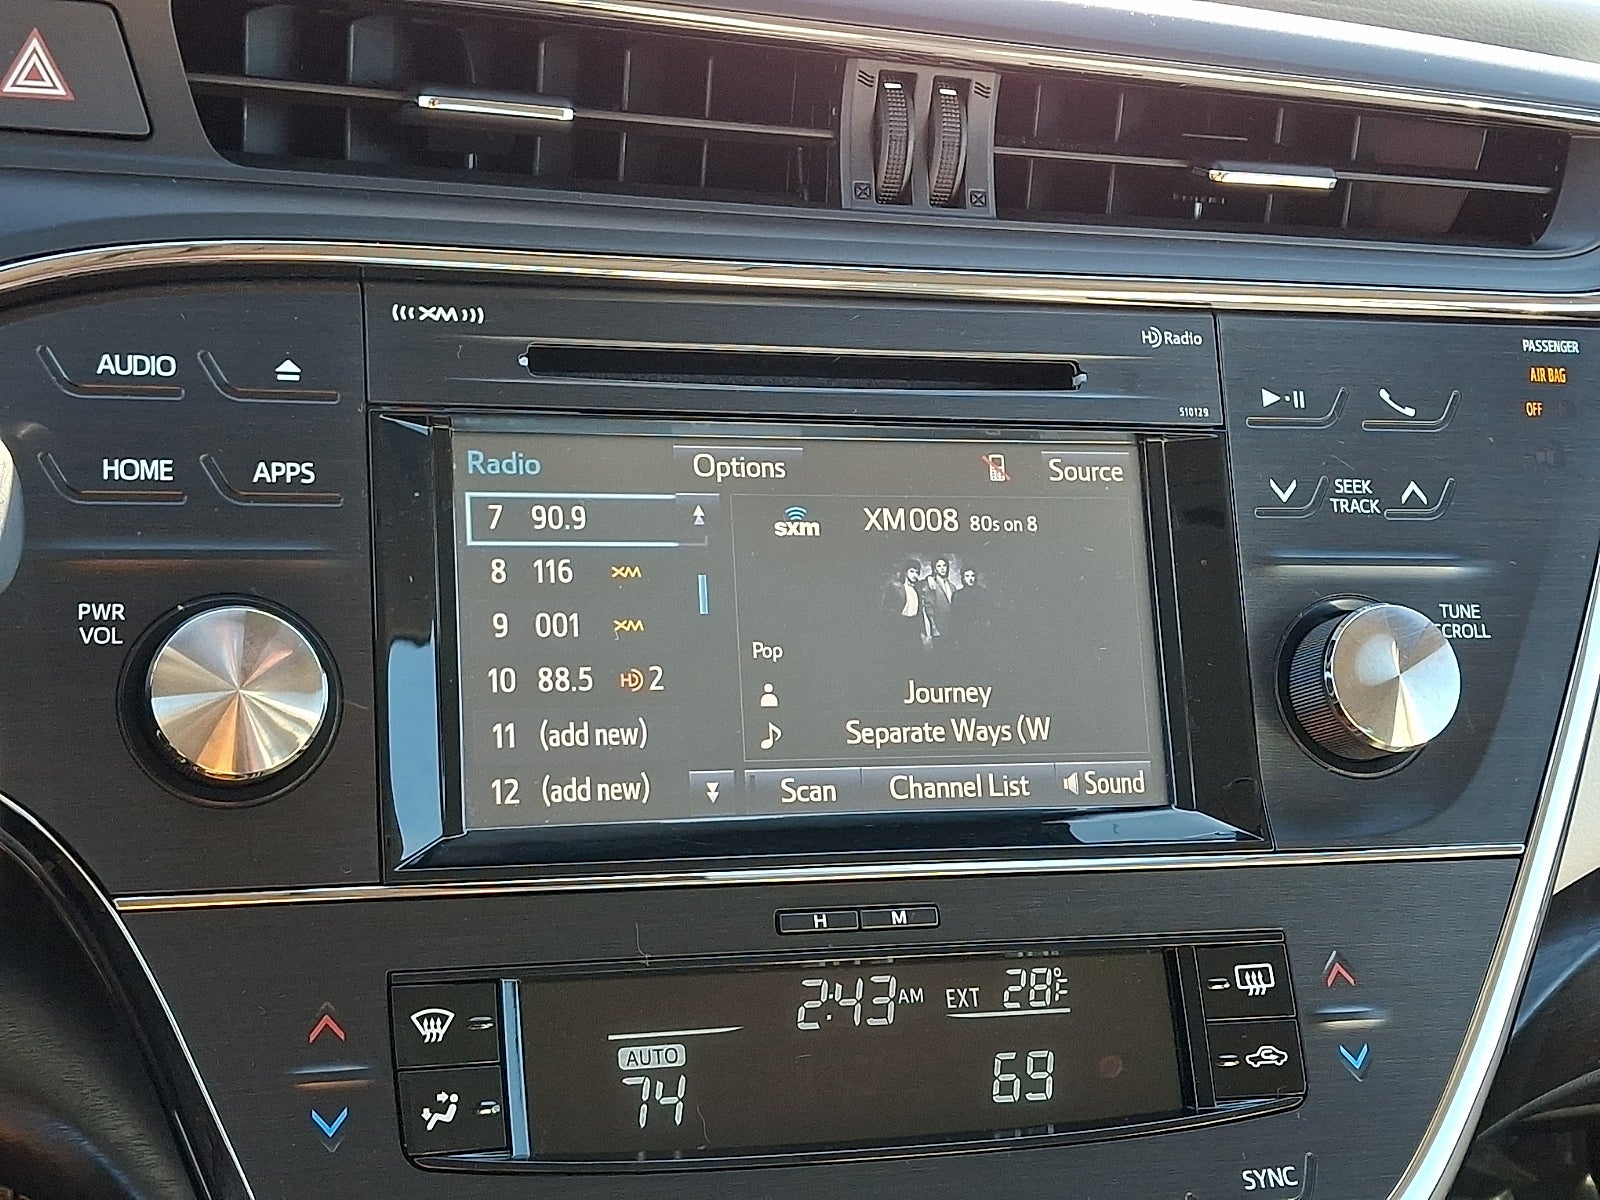 ((( XM )))
HD Radio
PASSENGER
AIR BAG
OFF
AUDIO
510129
HOME
APPS
SEEK
TRACK
Radio
Options
Source
7 90.9
sxm XM008 80s on 8
8 116 XM
9 001 XM
10 88.5 HD 2
11 (add new)
12 (add new)
Pop
Journey
Separate Ways (W
Scan
Channel List
Sound
PWR
VOL
TUNE
SCROLL
H
M
2:43 AM EXT 28°F
AUTO
74
69
SYNC